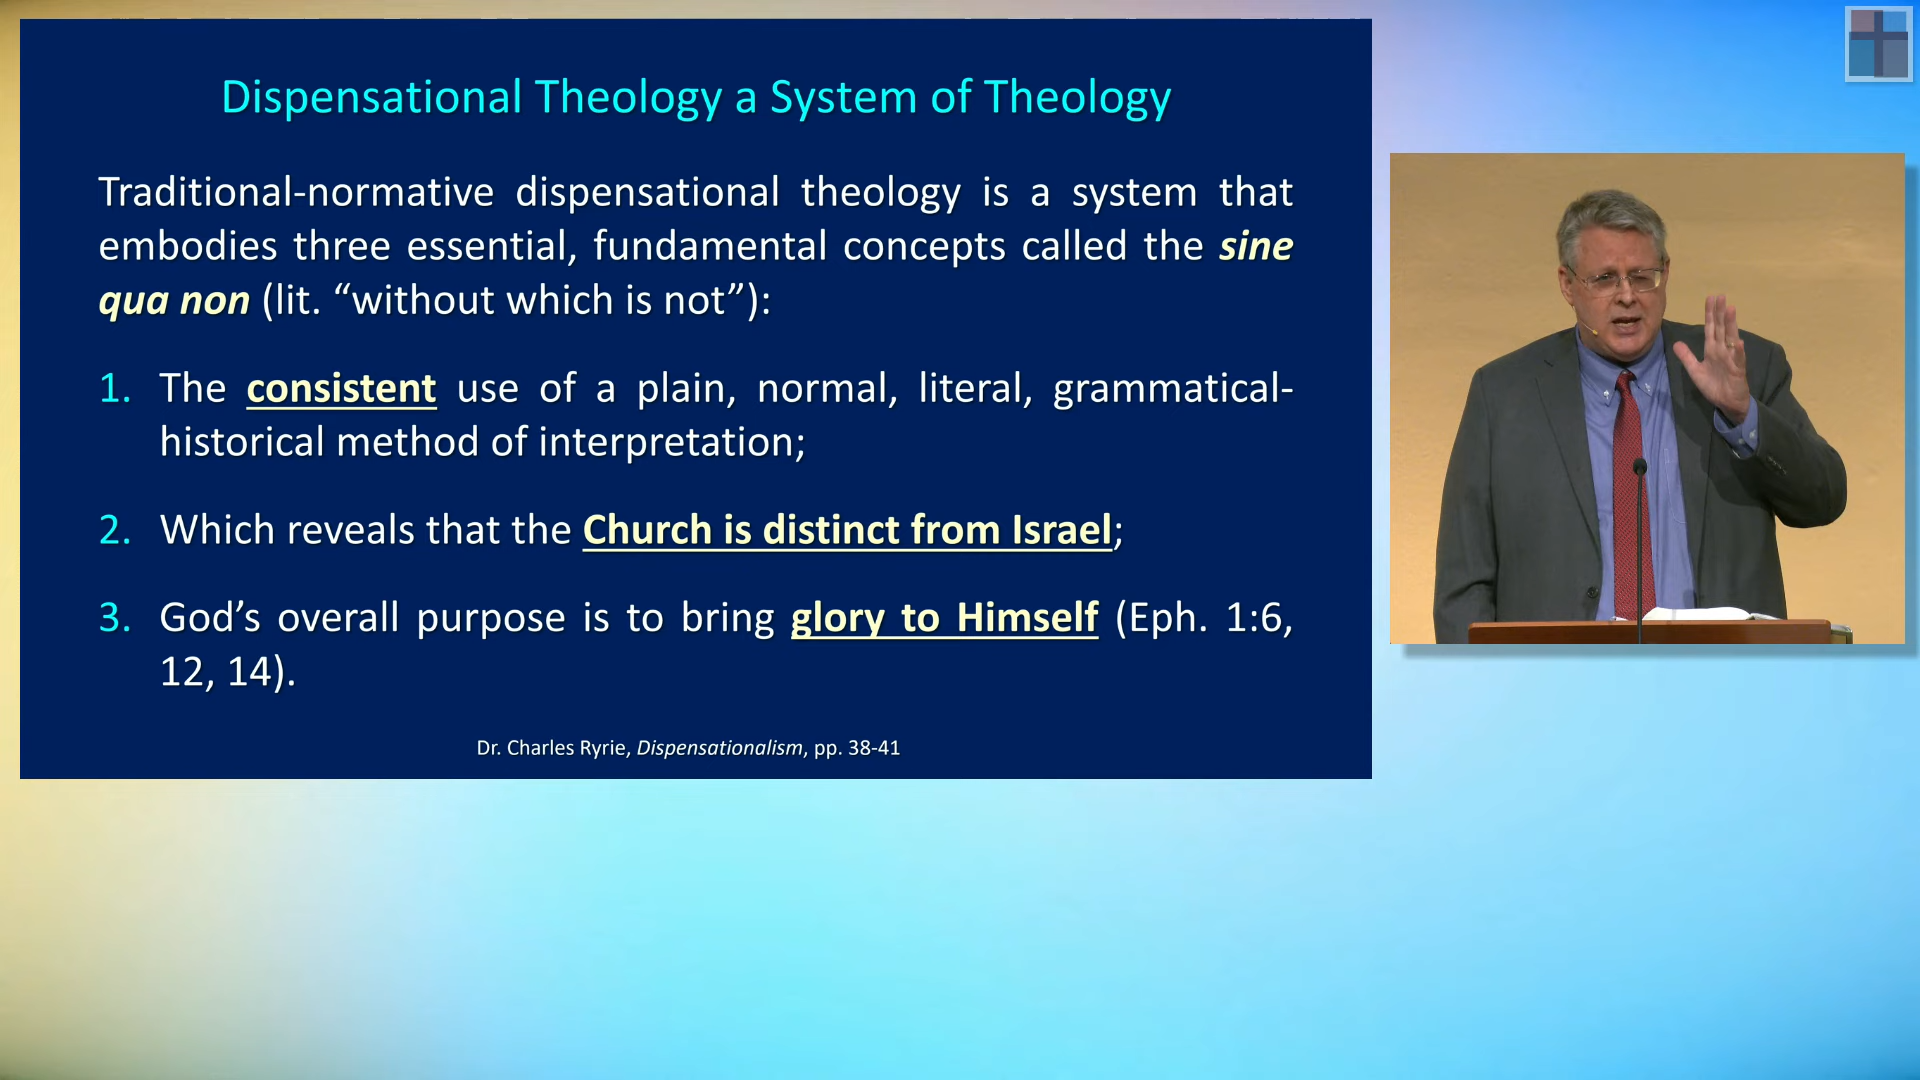 Dispensational Theology a System of Theology
Traditional-normative dispensational theology is a system that
embodies three essential, fundamental concepts called the sine
qua non (lit. “without which is not”):
1. The consistent use of a plain, normal, literal, grammatical-
historical method of interpretation;
2. Which reveals that the Church is distinct from Israel;
3. God’s overall purpose is to bring glory to Himself (Eph. 1:6,
12, 14).
Dr. Charles Ryrie, Dispensationalism, pp. 38-41